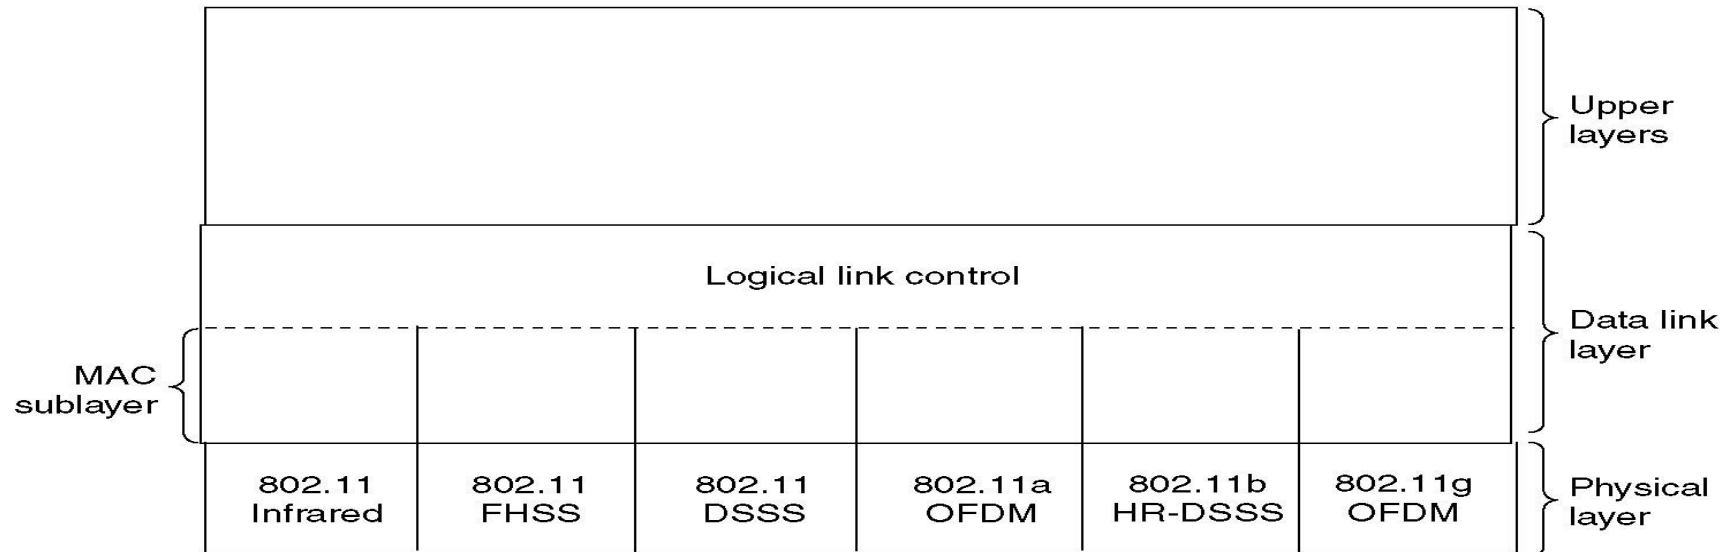 Upper
layers
Logical link control
Data link
layer
MAC
sublayer
802.11
Infrared
802.11
FHSS
802.11
DSSS
802.11a
OFDM
802.11b
HR-DSSS
802.11g
OFDM
Physical
layer